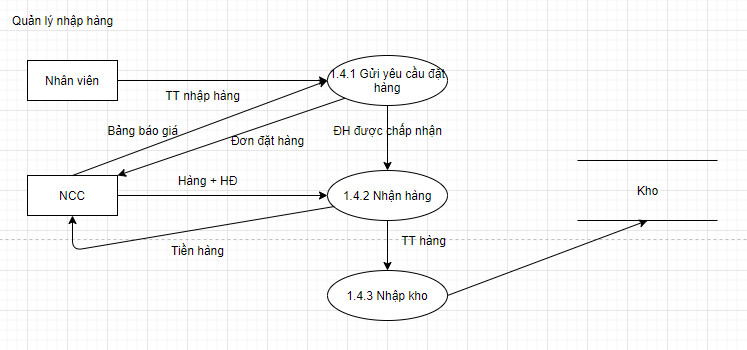 Quản lý nhập hàng
Nhân viên
1.4.1 Gửi yêu cầu đặt
hàng
TT nhập hàng
Bảng báo giá
Đơn đặt hàng
ĐH được chấp nhận
NCC
Hàng + HĐ
1.4.2 Nhận hàng
Kho
Tiền hàng
TT hàng
1.4.3 Nhập kho